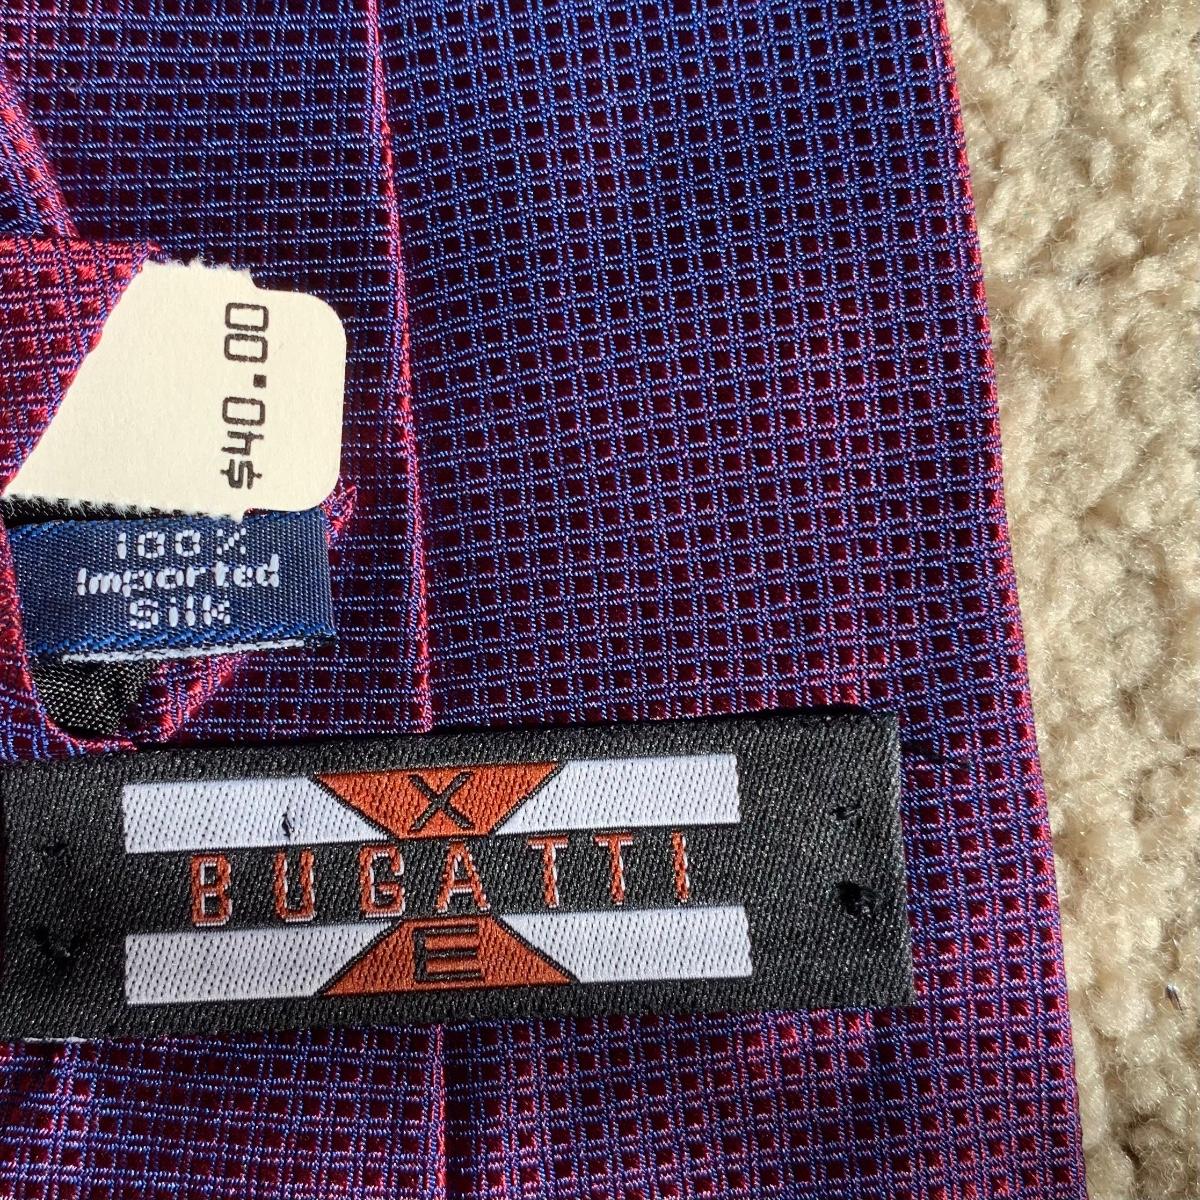 $40.00
100%
Imported
Silk
X
BUGATTI
E